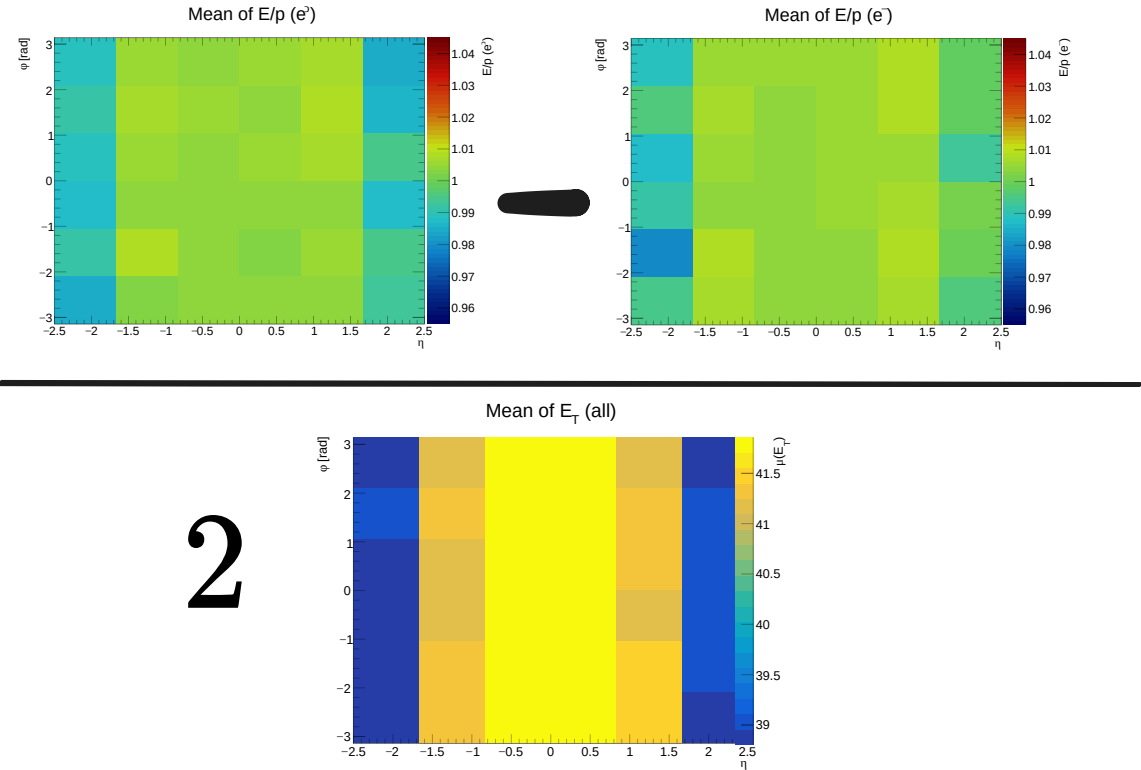 Mean of E/p (e⁺) Mean of E/p (e⁻)
φ [rad] 3 2 1 0 −1 −2 −3
−2.5 −2 −1.5 −1 −0.5 0 0.5 1 1.5 2 2.5
η
1.04 1.03 1.02 1.01 1 0.99 0.98 0.97 0.96
E/p (e⁺)
φ [rad] 3 2 1 0 −1 −2 −3
−2.5 −2 −1.5 −1 −0.5 0 0.5 1 1.5 2 2.5
η
1.04 1.03 1.02 1.01 1 0.99 0.98 0.97 0.96
E/p (e⁻)
Mean of E_T (all)
2
φ [rad] 3 2 1 0 −1 −2 −3
−2.5 −2 −1.5 −1 −0.5 0 0.5 1 1.5 2 2.5
η
41.5 41 40.5 40 39.5 39
μ(E_T)